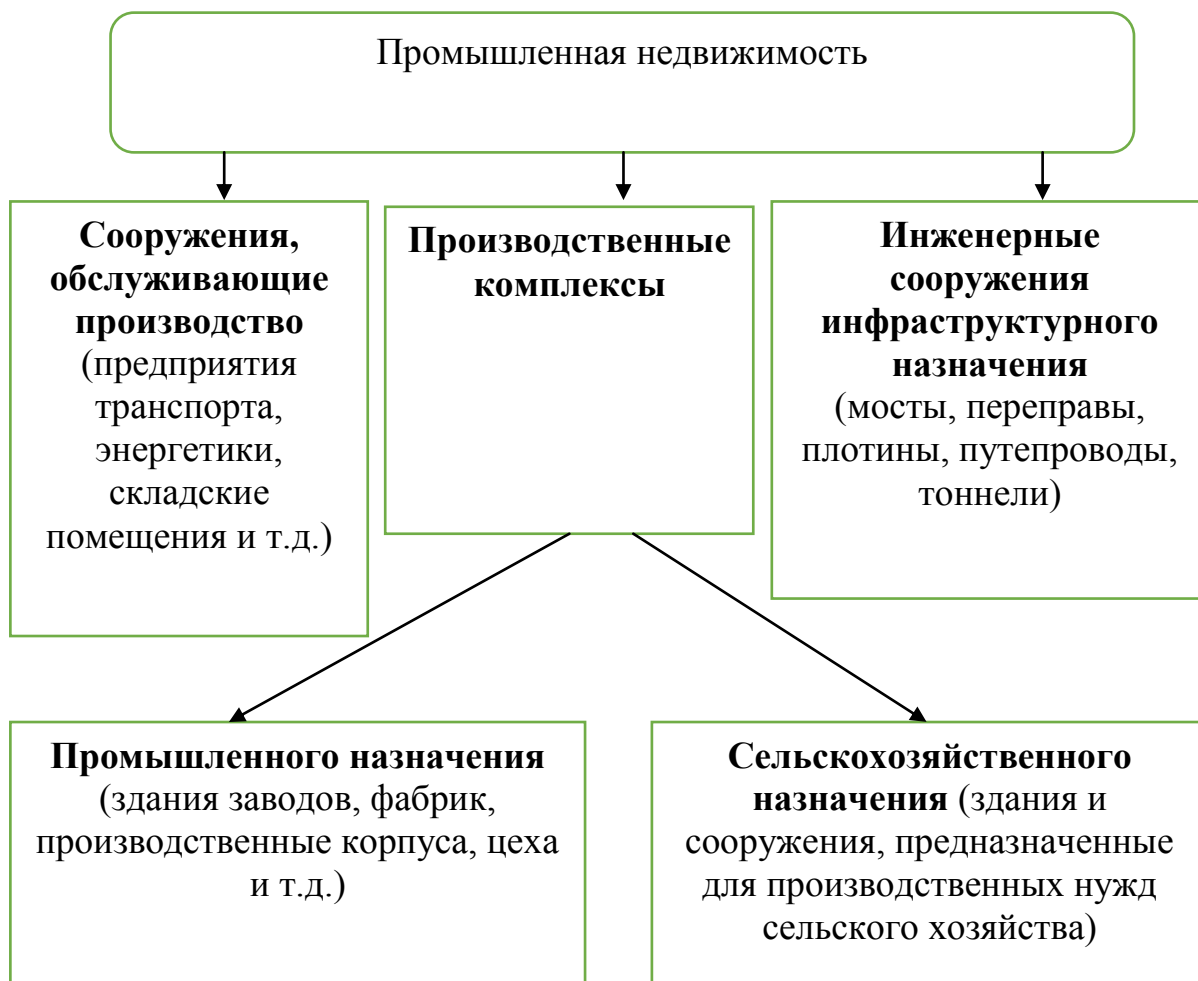 Промышленная недвижимость
Сооружения,
обслуживающие
производство
(предприятия
транспорта,
энергетики,
складские
помещения и т.д.)
Производственные
комплексы
Инженерные
сооружения
инфраструктурного
назначения
(мосты, переправы,
плотины, путепроводы,
тоннели)
Промышленного назначения
(здания заводов, фабрик,
производственные корпуса, цеха
и т.д.)
Сельскохозяйственного
назначения (здания и
сооружения, предназначенные
для производственных нужд
сельского хозяйства)